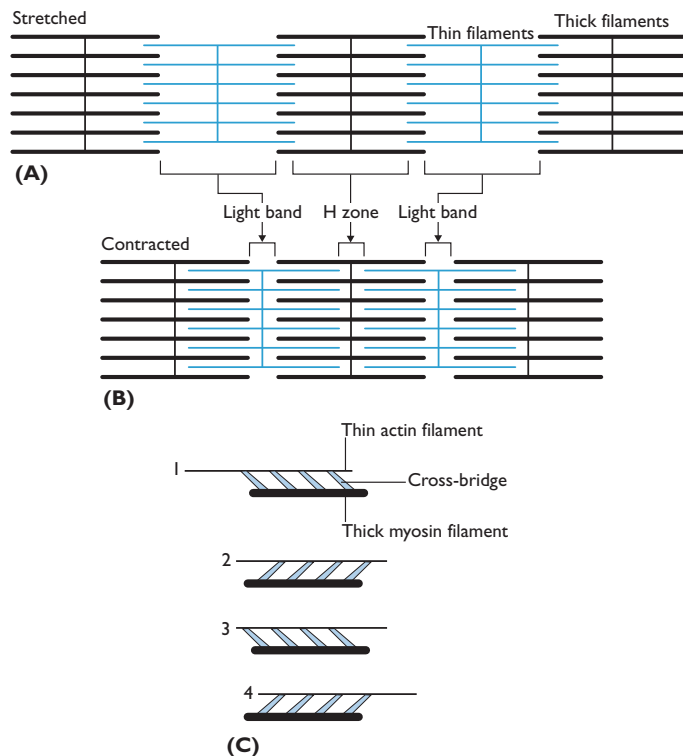 Stretched
Thin filaments
Thick filaments
(A)
Light band
H zone
Light band
Contracted
(B)
Thin actin filament
1
Cross-bridge
Thick myosin filament
2
3
4
(C)